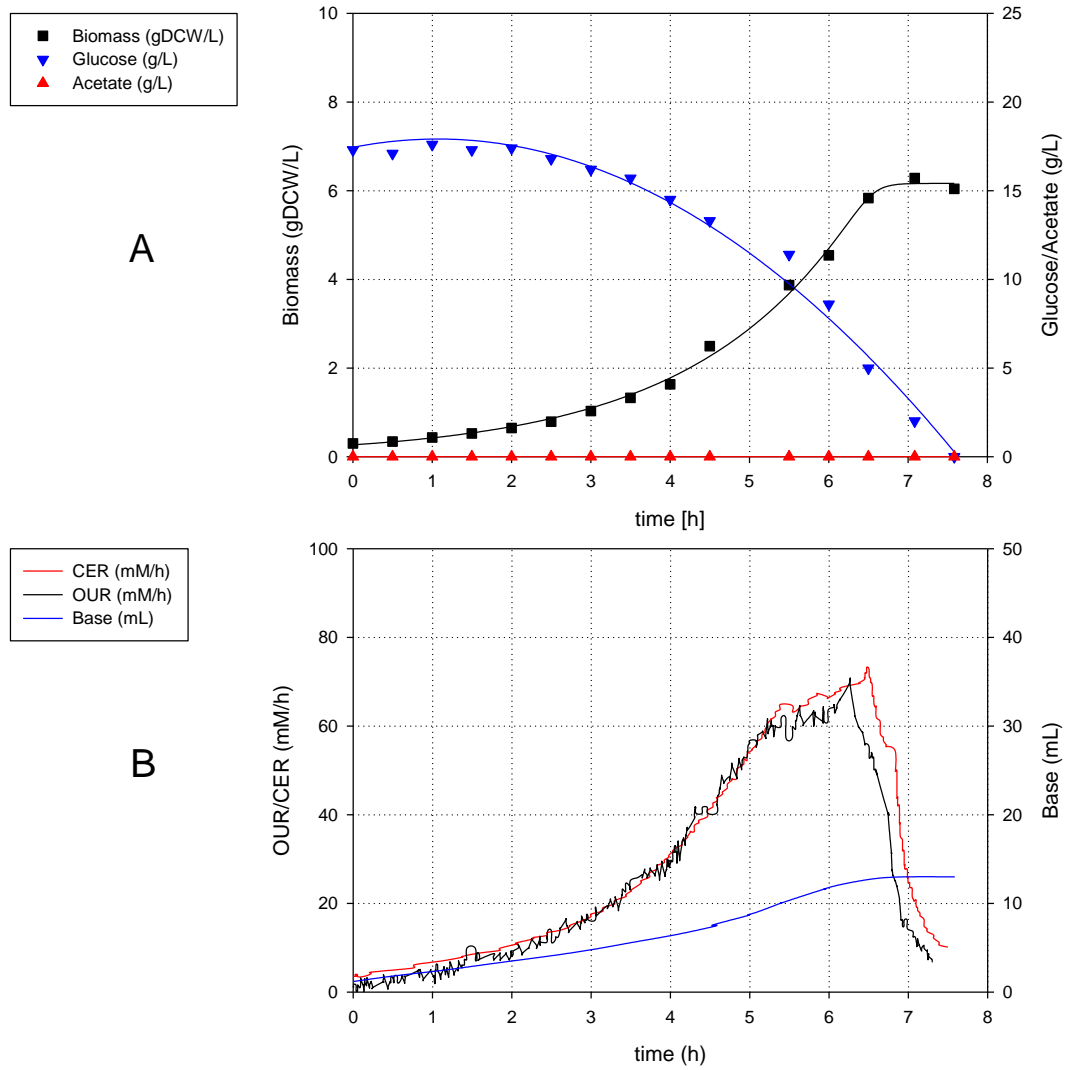 Biomass (gDCW/L)
Glucose (g/L)
Acetate (g/L)
A
Biomass (gDCW/L)
10
8
6
4
2
0
25
20
15
10
5
0
Glucose/Acetate (g/L)
0 1 2 3 4 5 6 7 8
time [h]
CER (mM/h)
OUR (mM/h)
Base (mL)
B
OUR/CER (mM/h)
100
80
60
40
20
0
50
40
30
20
10
0
Base (mL)
0 1 2 3 4 5 6 7 8
time (h)